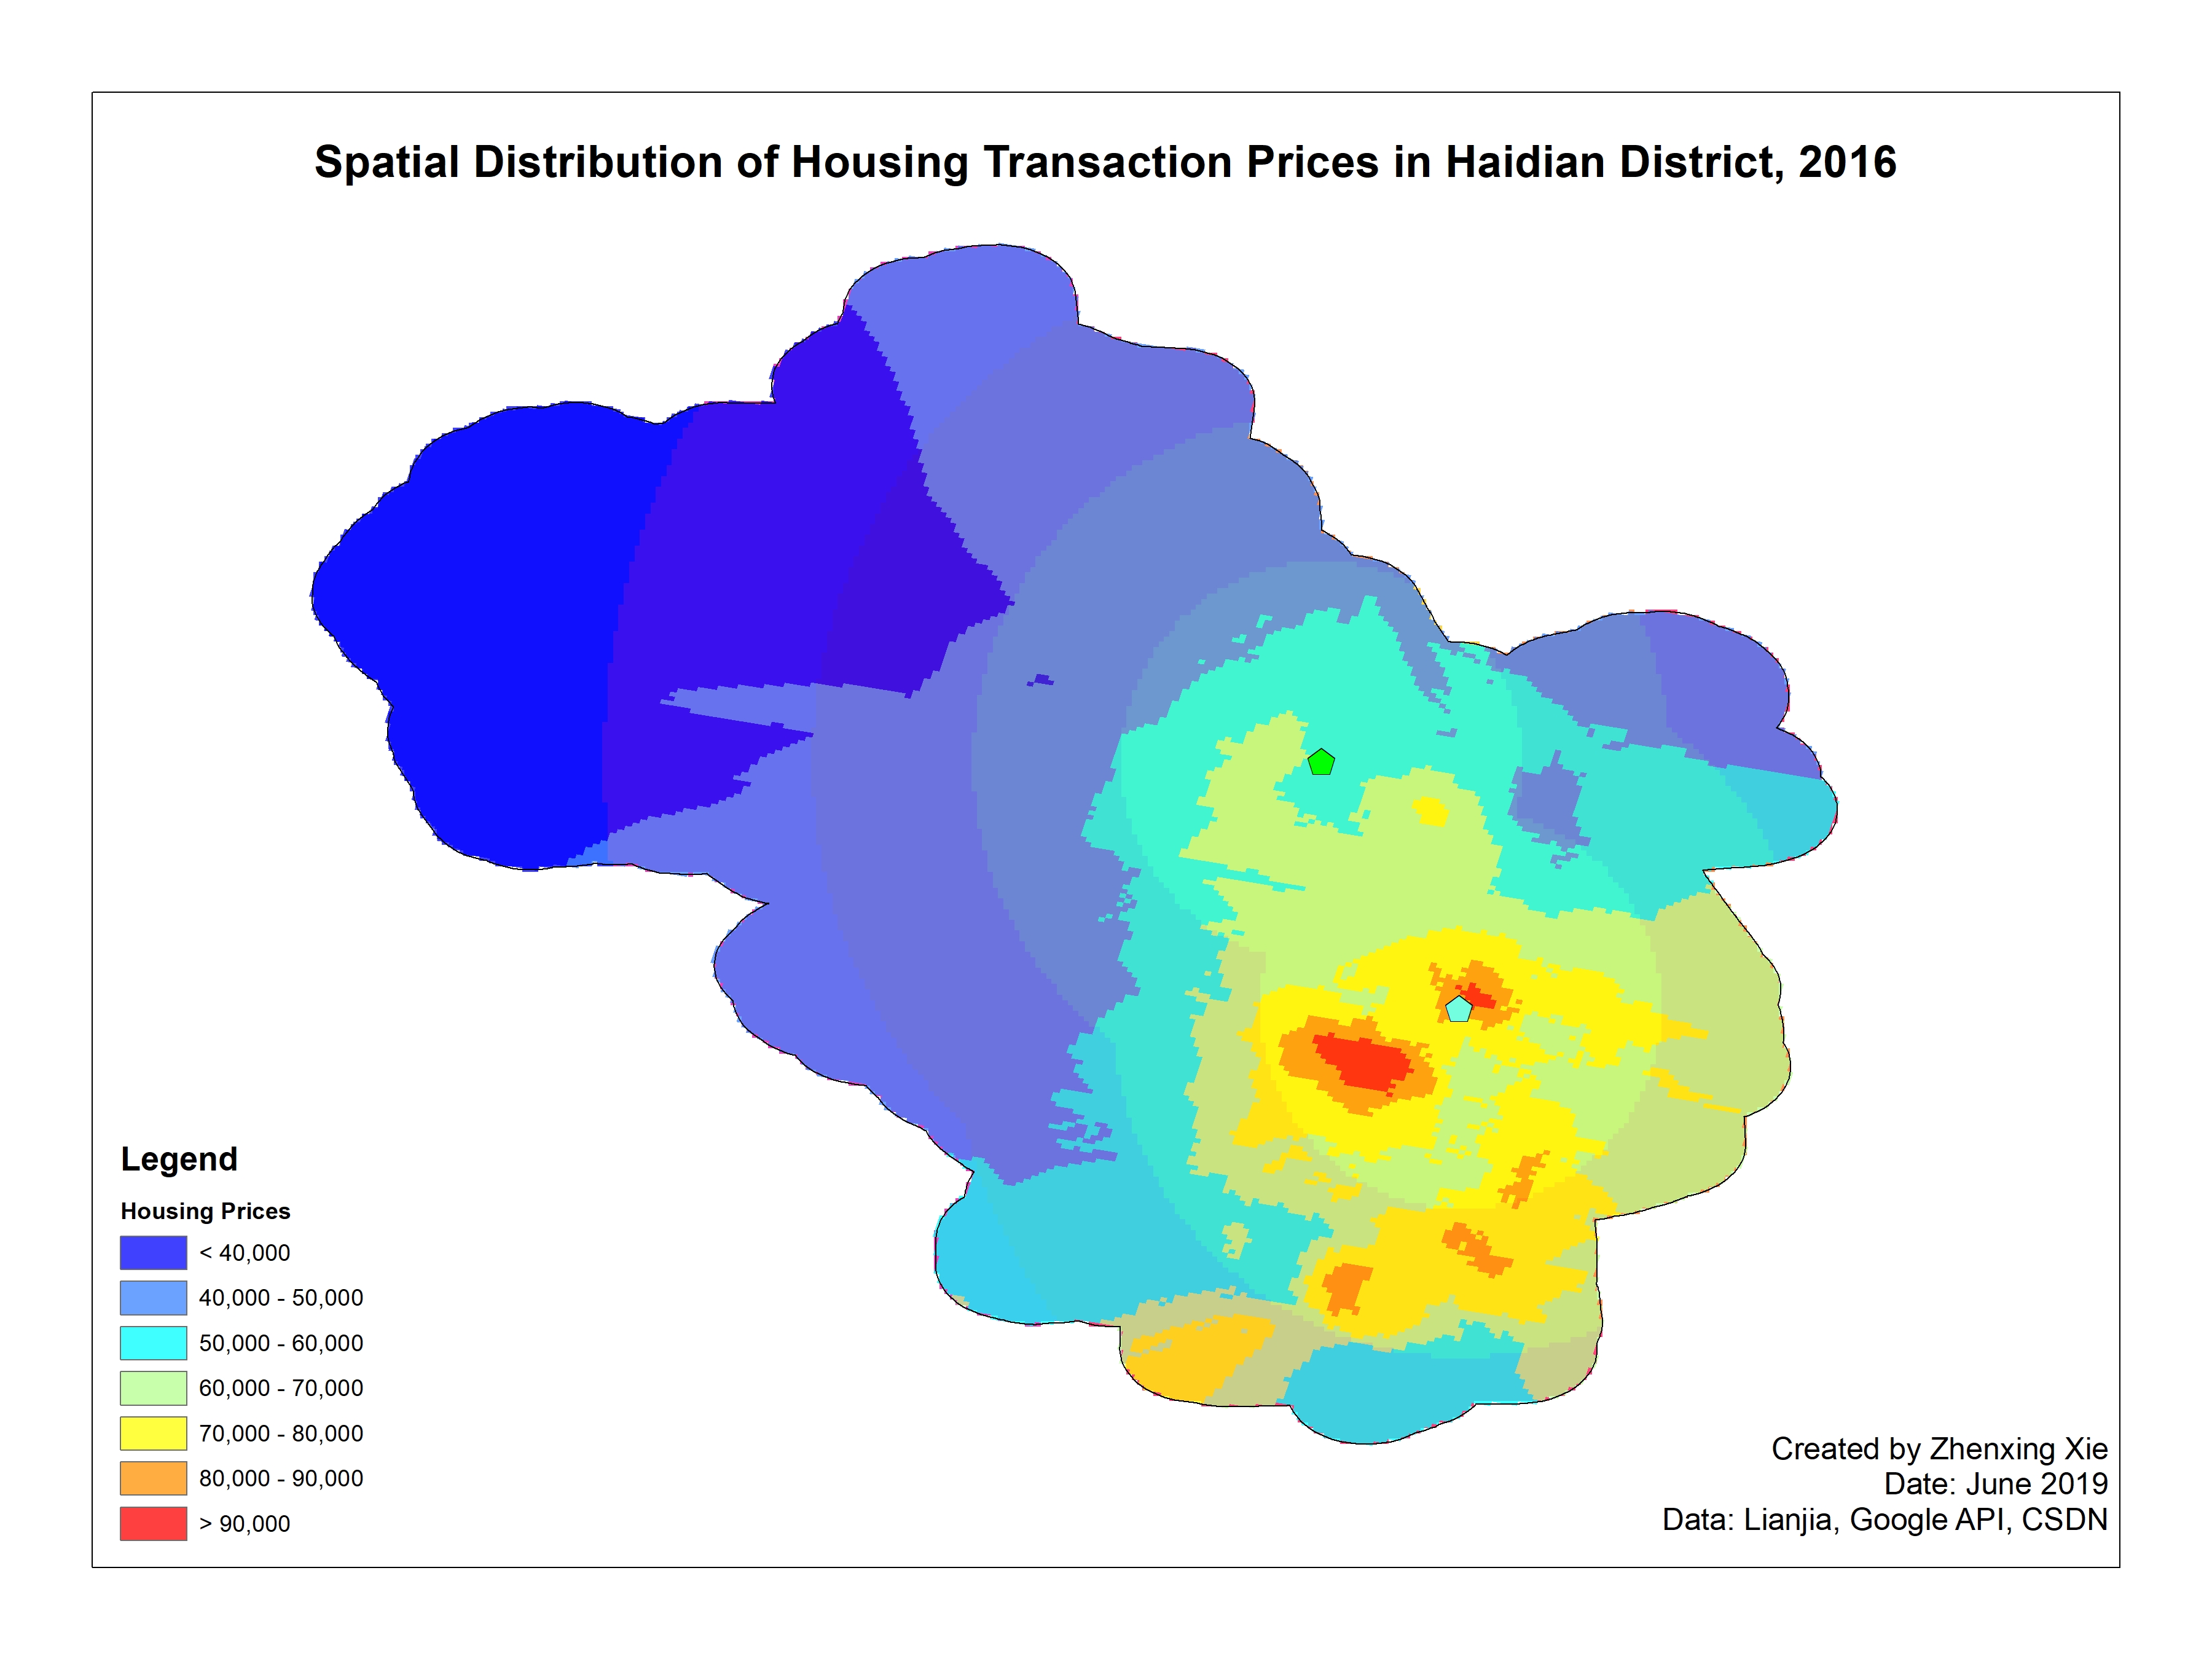 Spatial Distribution of Housing Transaction Prices in Haidian District, 2016
Legend
Housing Prices
< 40,000
40,000 - 50,000
50,000 - 60,000
60,000 - 70,000
70,000 - 80,000
80,000 - 90,000
> 90,000
Created by Zhenxing Xie
Date: June 2019
Data: Lianjia, Google API, CSDN